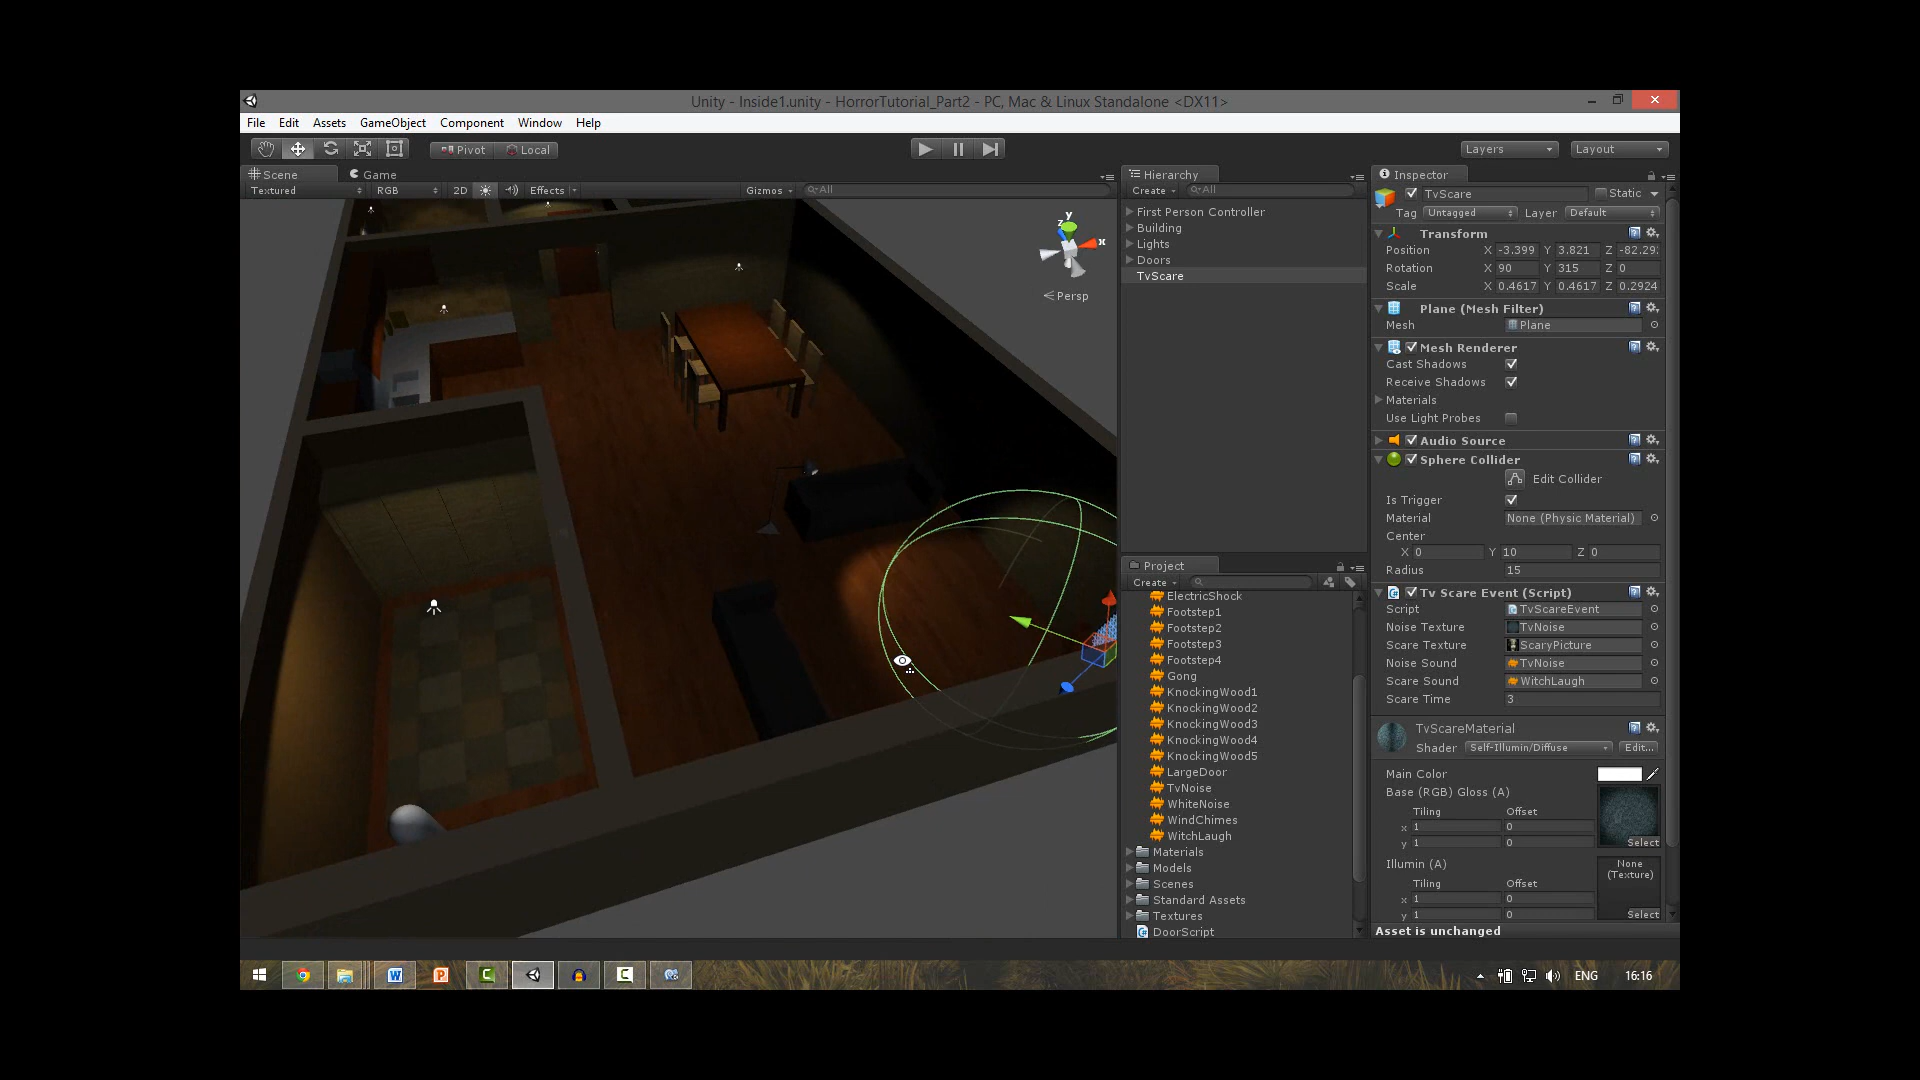 Unity - Inside1.unity - HorrorTutorial_Part2 - PC, Mac & Linux Standalone <DX11>
File Edit Assets GameObject Component Window Help
Pivot Local
Layers Layout
Scene Game
Textured RGB 2D Effects Gizmos All
y
z
x
Persp
Hierarchy
Create All
First Person Controller
Building
Lights
Doors
TvScare
Project
Create
ElectricShock
Footstep1
Footstep2
Footstep3
Footstep4
Gong
KnockingWood1
KnockingWood2
KnockingWood3
KnockingWood4
KnockingWood5
LargeDoor
TvNoise
WhiteNoise
WindChimes
WitchLaugh
Materials
Models
Scenes
Standard Assets
Textures
DoorScript
Inspector
TvScare Static
Tag Untagged Layer Default
Transform
Position X -3.399 Y 3.821 Z -82.29
Rotation X 90 Y 315 Z 0
Scale X 0.4617 Y 0.4617 Z 0.2924
Plane (Mesh Filter)
Mesh Plane
Mesh Renderer
Cast Shadows
Receive Shadows
Materials
Use Light Probes
Audio Source
Sphere Collider
Edit Collider
Is Trigger
Material None (Physic Material)
Center
X 0 Y 10 Z 0
Radius 15
Tv Scare Event (Script)
Script TvScareEvent
Noise Texture TvNoise
Scare Texture ScaryPicture
Noise Sound TvNoise
Scare Sound WitchLaugh
Scare Time 3
TvScareMaterial
Shader Self-Illumin/Diffuse Edit...
Main Color
Base (RGB) Gloss (A)
Tiling Offset
x 1 0
y 1 0
Select
Illumin (A)
None
(Texture)
Tiling Offset
x 1 0
y 1 0
Select
Asset is unchanged
ENG 16:16